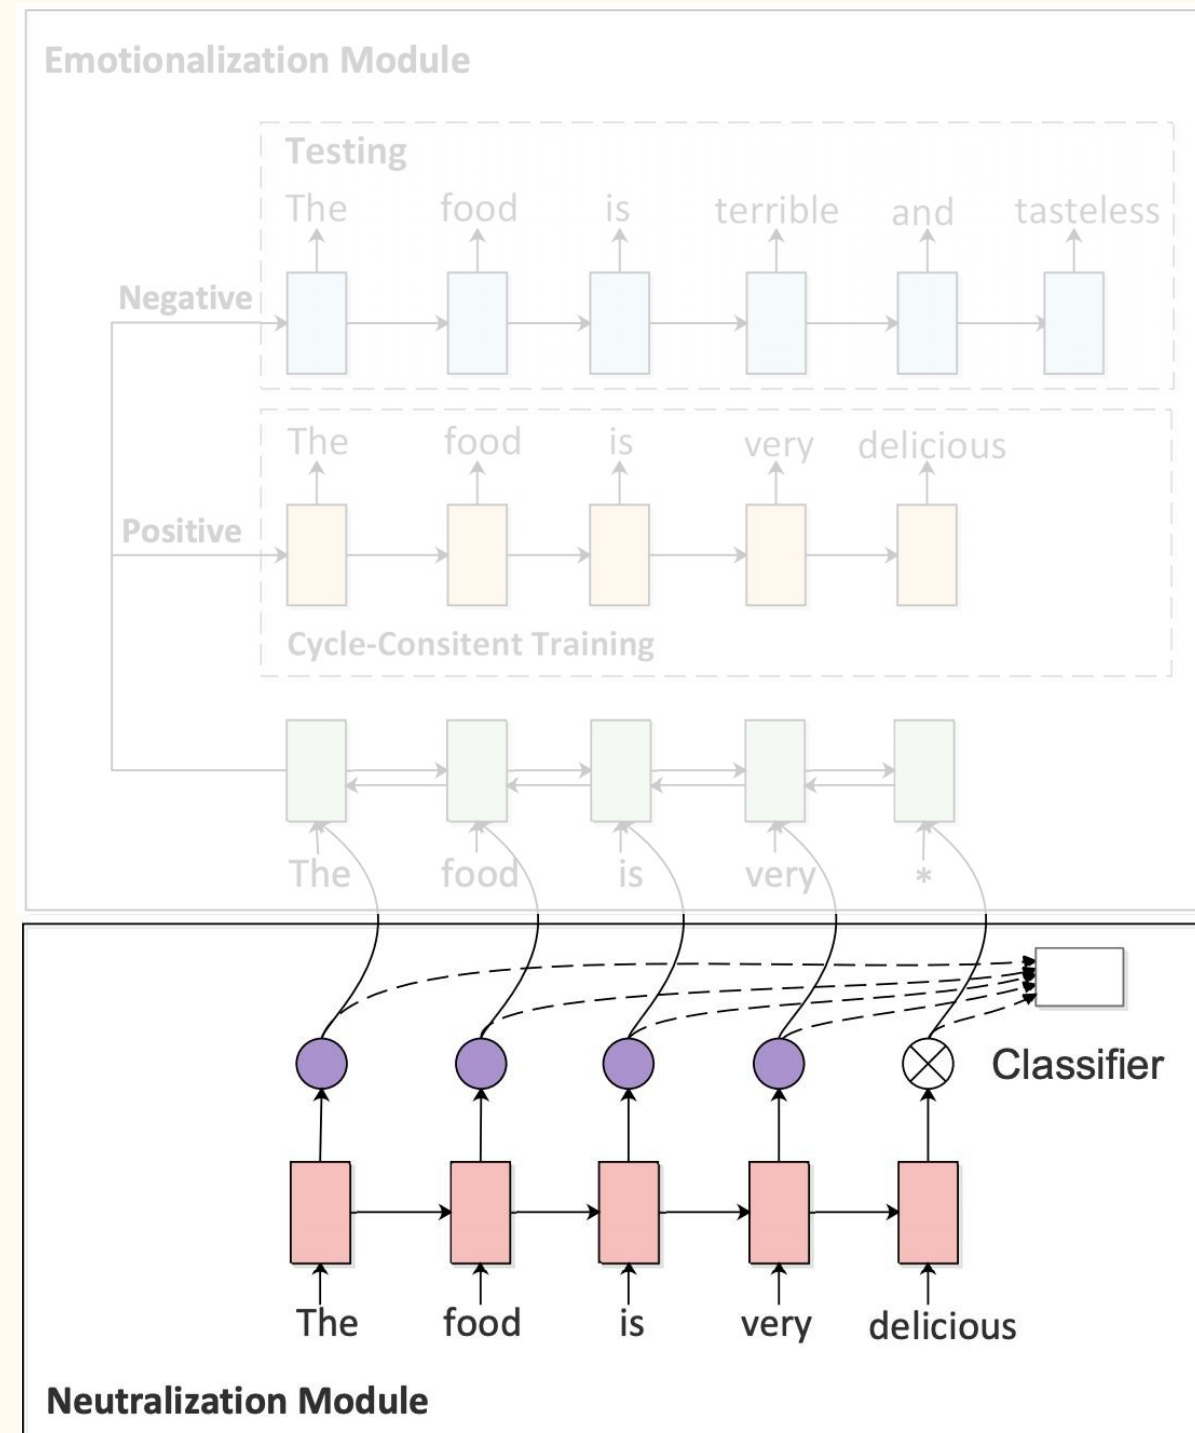 Emotionalization Module
Testing
The food is terrible and tasteless
Negative
The food is very delicious
Positive
Cycle-Consitent Training
The food is very *
Classifier
The food is very delicious
Neutralization Module